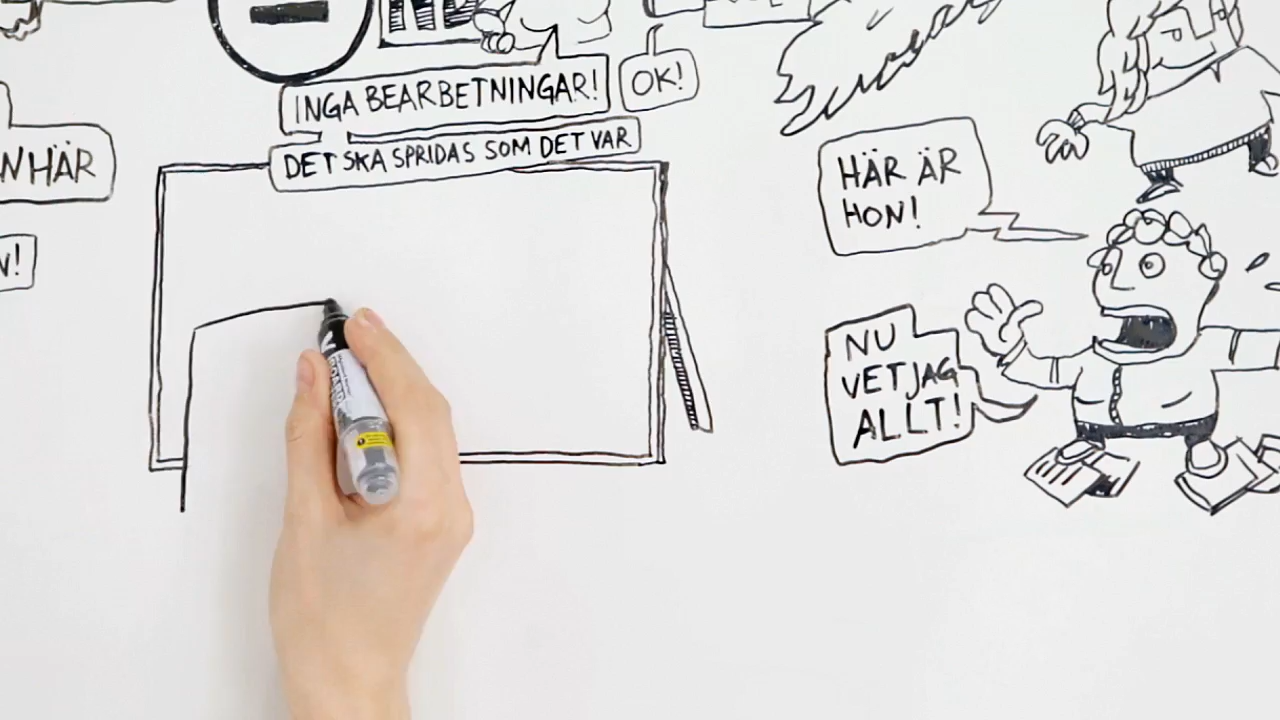 INGA BEARBETNINGAR!
OK!
DET SKA SPRIDAS SOM DET VAR
NHÄR
V!
HÄR ÄR
HON!
NU
VET JAG
ALLT!